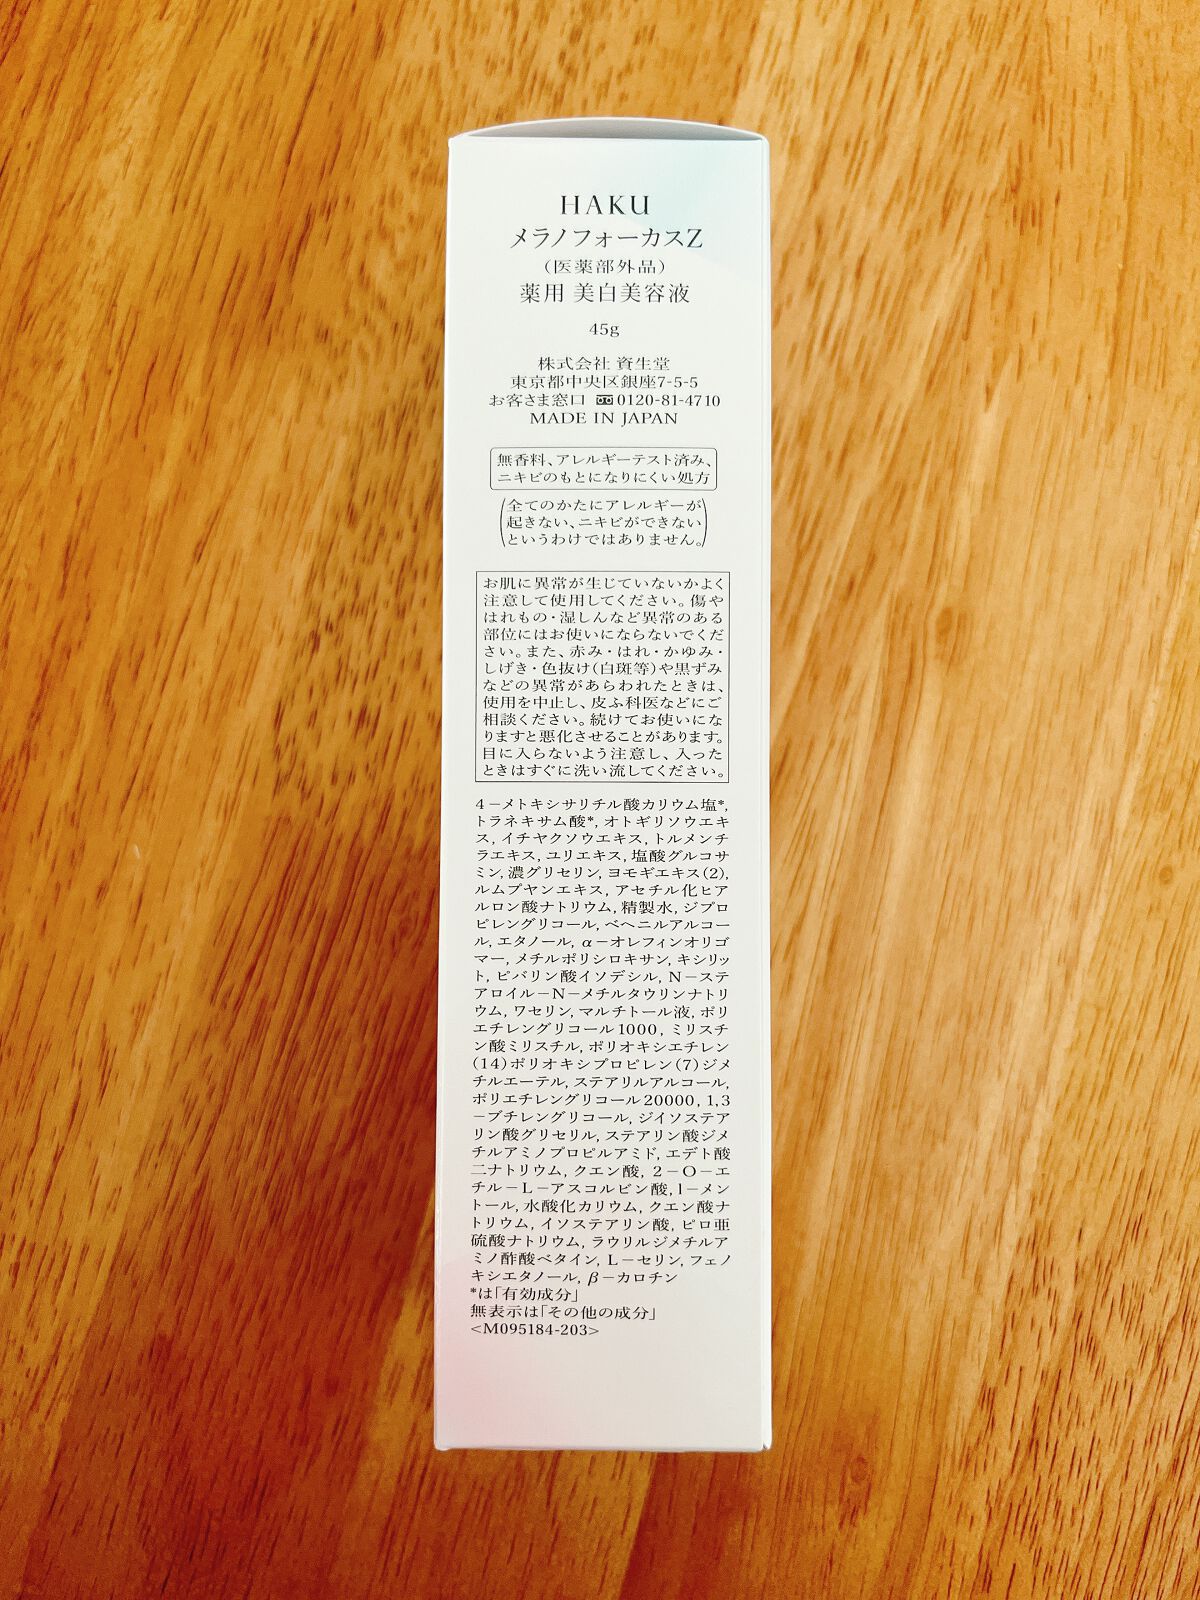 HAKU
メラノフォーカスZ
（医薬部外品）
薬用 美白美容液
45g
株式会社 資生堂
東京都中央区銀座7-5-5
お客さま窓口 0120-81-4710
MADE IN JAPAN
無香料、アレルギーテスト済み、
ニキビのもとになりにくい処方
（全てのかたにアレルギーが
起きない、ニキビができない
というわけではありません。）
お肌に異常が生じていないかよく
注意して使用してください。傷や
はれもの・湿しんなど異常のある
部位にはお使いにならないでくだ
さい。また、赤み・はれ・かゆみ・
しげき・色抜け（白斑等）や黒ずみ
などの異常があらわれたときは、
使用を中止し、皮ふ科医などにご
相談ください。続けてお使いにな
りますと悪化させることがあります。
目に入らないよう注意し、入った
ときはすぐに洗い流してください。
4－メトキシサリチル酸カリウム塩*,
トラネキサム酸*, オトギリソウエキ
ス, イチヤクソウエキス, トルメンチ
ラエキス, ユリエキス, 塩酸グルコサ
ミン, 濃グリセリン, ヨモギエキス（2）,
ルムプヤンエキス, アセチル化ヒア
ルロン酸ナトリウム, 精製水, ジプロ
ピレングリコール, ベヘニルアルコー
ル, エタノール, α－オレフィンオリゴ
マー, メチルポリシロキサン, キシリッ
ト, ピバリン酸イソデシル, N－ステ
アロイル－N－メチルタウリンナトリ
ウム, ワセリン, マルチトール液, ポリ
エチレングリコール1000, ミリスチ
ン酸ミリスチル, ポリオキシエチレン
（14）ポリオキシプロピレン（7）ジメ
チルエーテル, ステアリルアルコール,
ポリエチレングリコール20000, 1,3
－ブチレングリコール, ジイソステア
リン酸グリセリル, ステアリン酸ジメ
チルアミノプロピルアミド, エデト酸
二ナトリウム, クエン酸, 2－O－エ
チル－L－アスコルビン酸, l－メン
トール, 水酸化カリウム, クエン酸ナ
トリウム, イソステアリン酸, ピロ亜
硫酸ナトリウム, ラウリルジメチルア
ミノ酢酸ベタイン, L－セリン, フェノ
キシエタノール, β－カロチン
*は「有効成分」
無表示は「その他の成分」
<M095184-203>